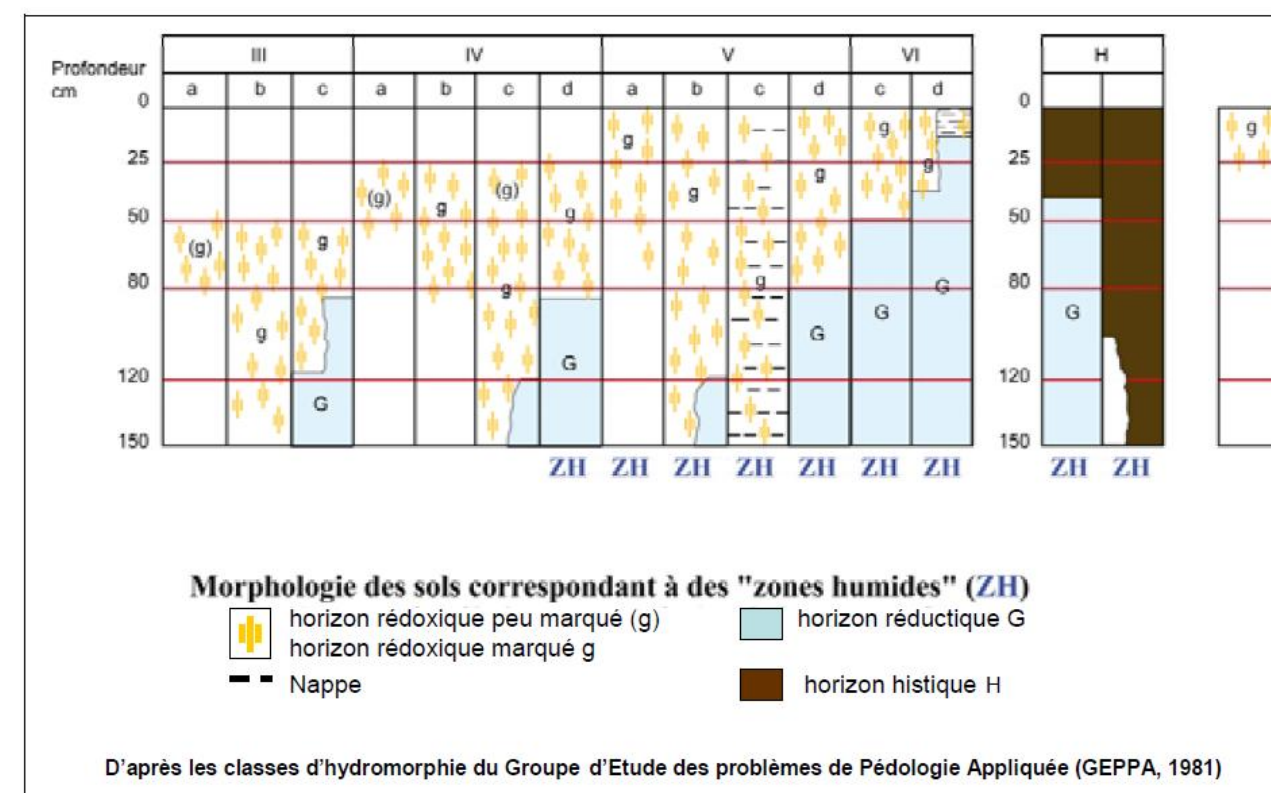 III IV V VI H
Profondeur
cm
a b c a b c d a b c d c d
0 0
g g g
(g) g
25 25
(g) g g g
g
50 50
(g) g
80 80
g g G
g G G G
G
120 120
G
150 150
ZH ZH ZH ZH ZH ZH ZH ZH ZH
Morphologie des sols correspondant à des "zones humides" (ZH)
horizon rédoxique peu marqué (g)
horizon rédoxique marqué g
horizon réductique G
Nappe
horizon histique H
D'après les classes d'hydromorphie du Groupe d'Etude des problèmes de Pédologie Appliquée (GEPPA, 1981)